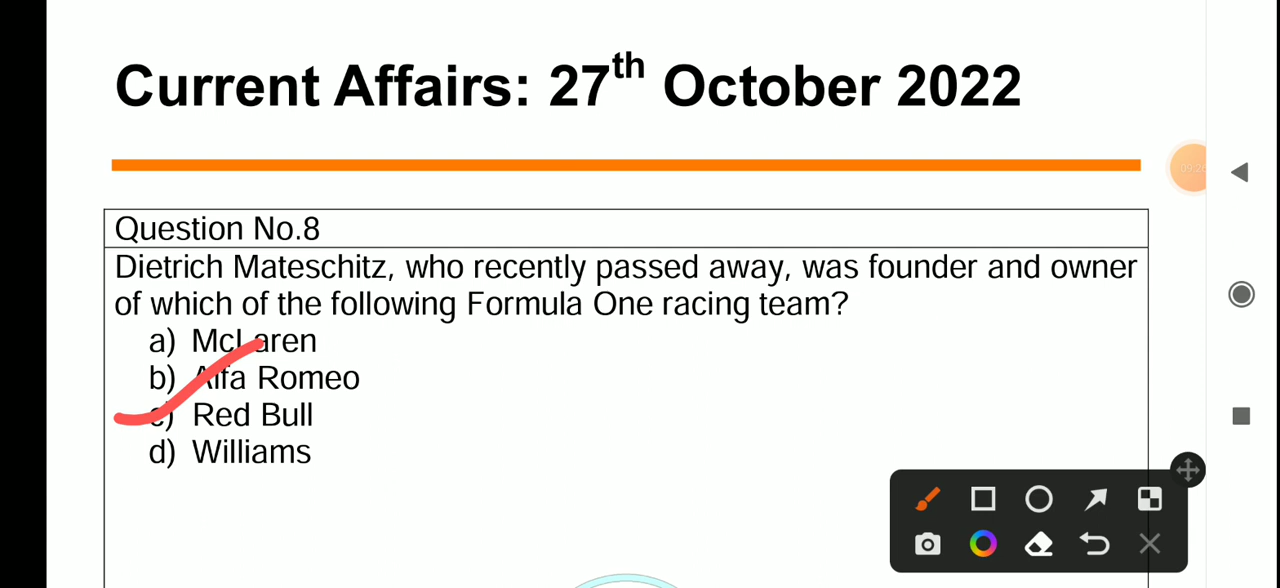 Current Affairs: 27th October 2022
Question No.8
Dietrich Mateschitz, who recently passed away, was founder and owner
of which of the following Formula One racing team?
a) McLaren
b) Alfa Romeo
c) Red Bull
d) Williams